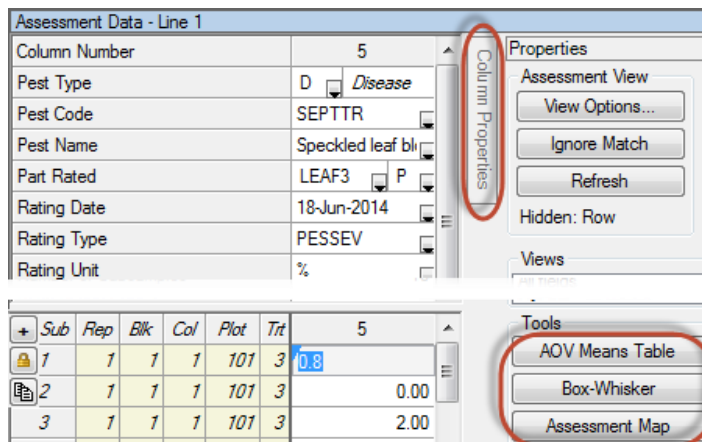 Assessment Data - Line 1
Column Number 5
Pest Type D Disease
Pest Code SEPTTR
Pest Name Speckled leaf bl
Part Rated LEAF3 P
Rating Date 18-Jun-2014
Rating Type PESSEV
Rating Unit %
Column Properties
Properties
Assessment View
View Options...
Ignore Match
Refresh
Hidden: Row
Views
+ Sub Rep Blk Col Plot Trt 5
1 1 1 1 101 3 0.8
2 1 1 1 101 3 0.00
3 1 1 1 101 3 2.00
Tools
AOV Means Table
Box-Whisker
Assessment Map